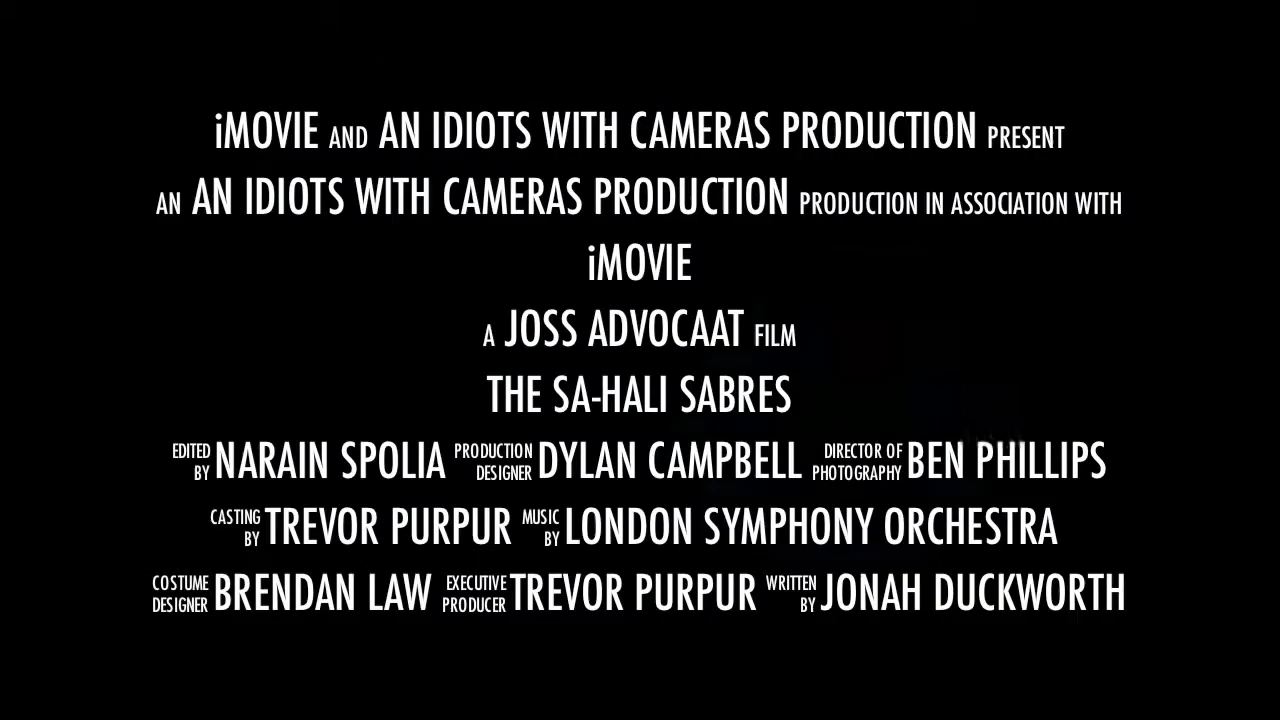 iMOVIE AND AN IDIOTS WITH CAMERAS PRODUCTION PRESENT
AN AN IDIOTS WITH CAMERAS PRODUCTION PRODUCTION IN ASSOCIATION WITH
iMOVIE
A JOSS ADVOCAAT FILM
THE SA-HALI SABRES
EDITED BY NARAIN SPOLIA PRODUCTION DESIGNER DYLAN CAMPBELL DIRECTOR OF PHOTOGRAPHY BEN PHILLIPS
CASTING BY TREVOR PURPUR MUSIC BY LONDON SYMPHONY ORCHESTRA
COSTUME DESIGNER BRENDAN LAW EXECUTIVE PRODUCER TREVOR PURPUR WRITTEN BY JONAH DUCKWORTH